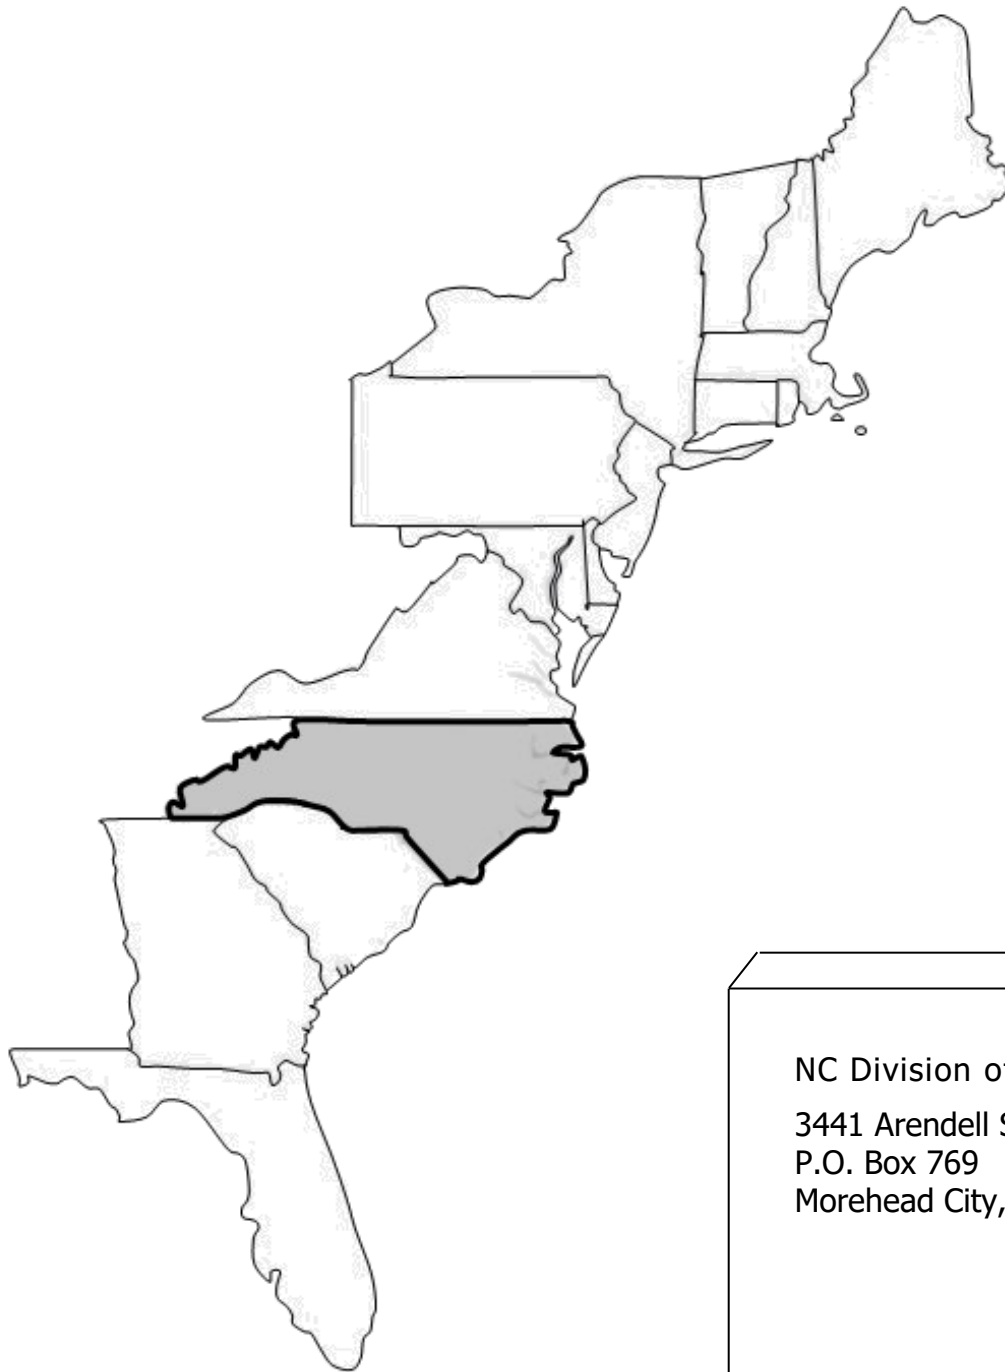 NC Division of
3441 Arendell S
P.O. Box 769
Morehead City,